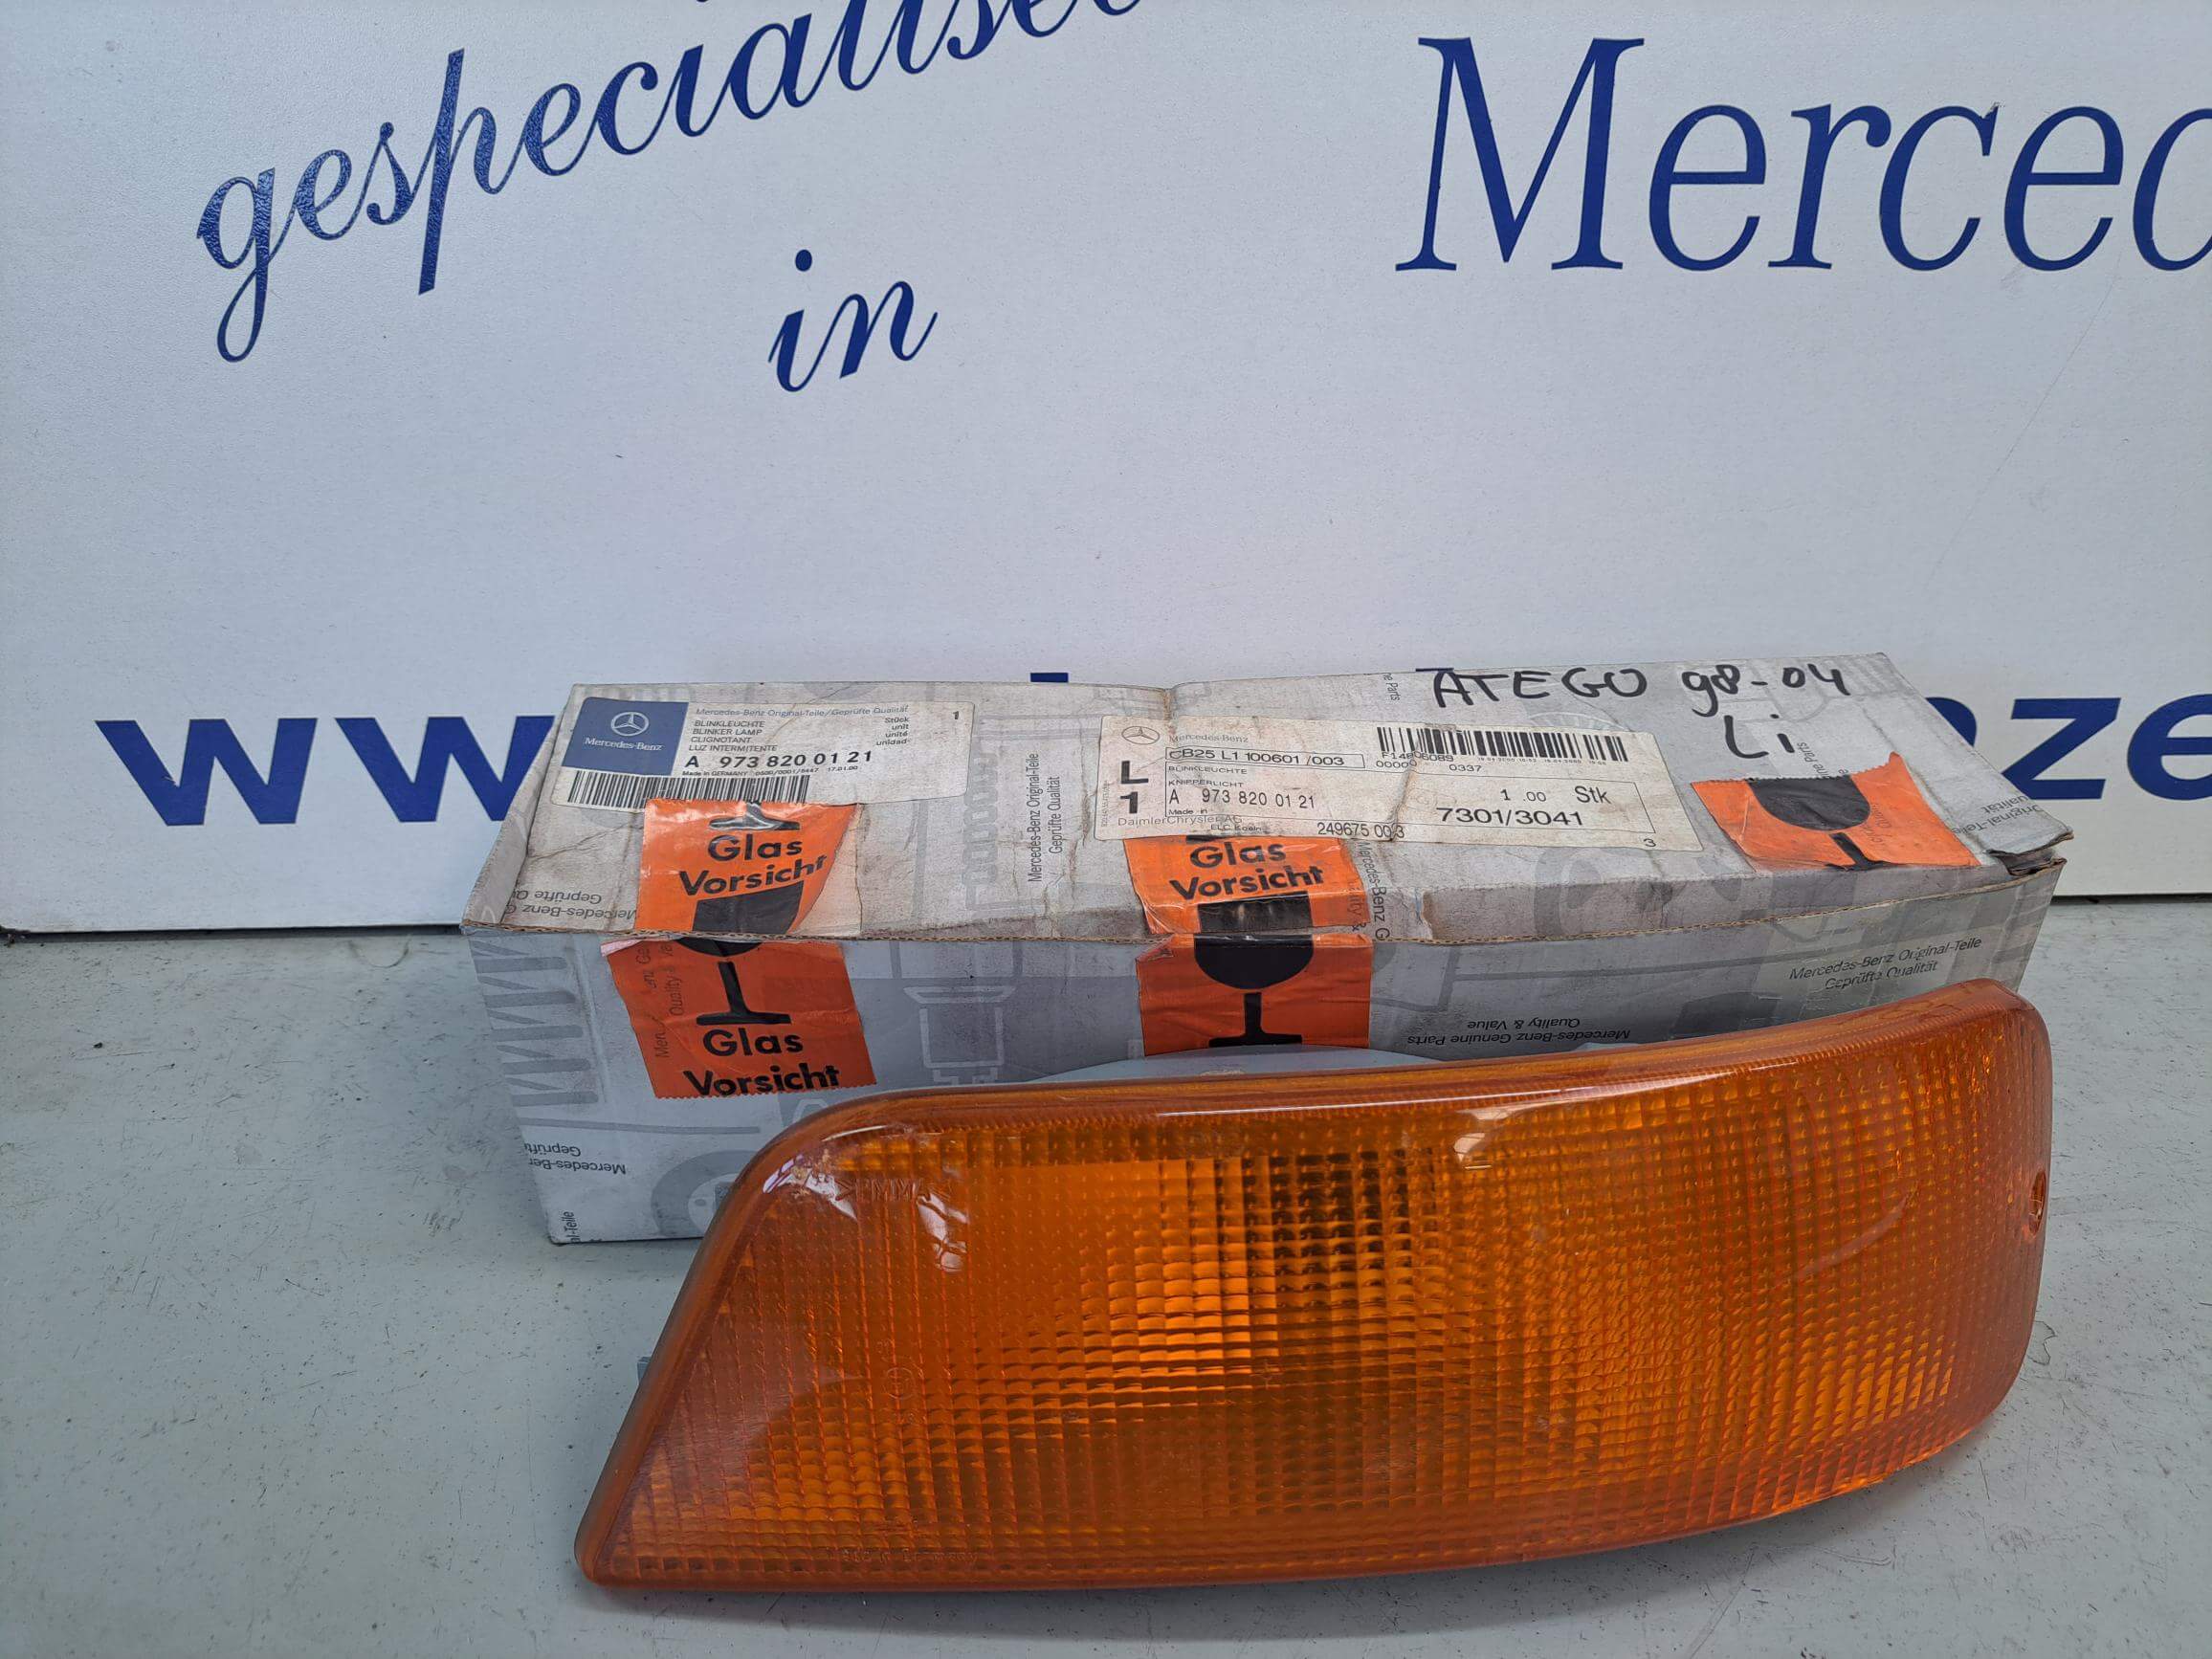 gespecialisee
in
Merced
www.
nze
ATEGO 98-04
Li
Mercedes-Benz
Mercedes-Benz Original-Teile/Geprüfte Qualität
1
BLINKLEUCHTE
BLINKER LAMP
CLIGNOTANT
LUZ INTERMITENTE
Stück
unit
unité
unidad
A 973 820 01 21
Made in GERMANY
Mercedes-Benz
CB25 L1 100601/003
0337
L
1
BLINKLEUCHTE
KNIPPERLICHT
A 973 820 01 21
1.00 Stk
Made in
7301/3041
DaimlerChrysler AG
249675 003
3
Glas
Vorsicht
Glas
Vorsicht
Glas
Vorsicht
Mercedes-Benz Original-Teile
Geprüfte Qualität
Mercedes-Benz Original-Teile
Geprüfte Qualität
Mercedes-Benz Genuine Parts
Quality & Value